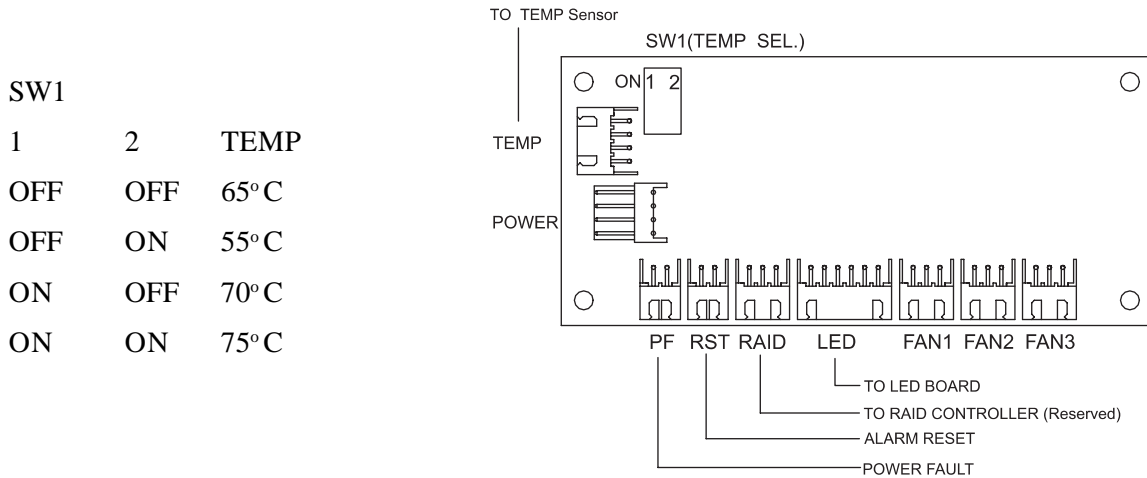 SW1
1 2 TEMP
OFF OFF 65° C
OFF ON 55° C
ON OFF 70° C
ON ON 75° C
TO TEMP Sensor
SW1(TEMP SEL.)
ON 1 2
TEMP
POWER
PF RST RAID LED FAN1 FAN2 FAN3
TO LED BOARD
TO RAID CONTROLLER (Reserved)
ALARM RESET
POWER FAULT